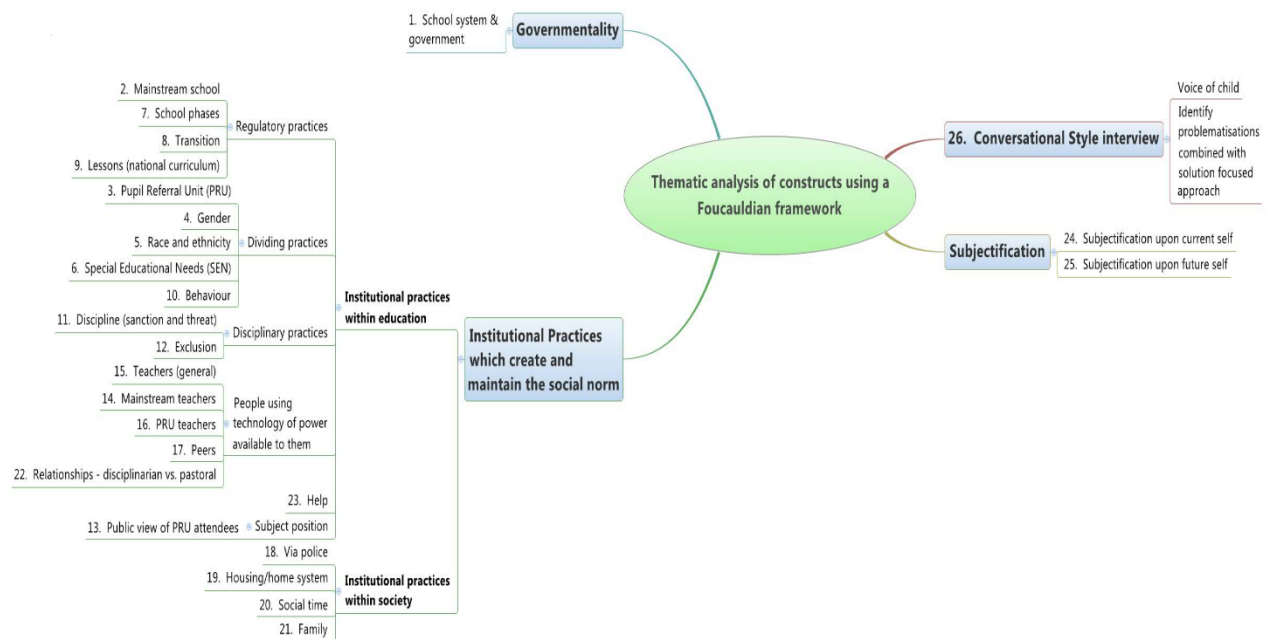 1. School system &
government
Governmentality
2. Mainstream school
7. School phases
8. Transition
9. Lessons (national curriculum)
Regulatory practices
3. Pupil Referral Unit (PRU)
4. Gender
5. Race and ethnicity
6. Special Educational Needs (SEN)
10. Behaviour
Dividing practices
11. Discipline (sanction and threat)
12. Exclusion
Disciplinary practices
15. Teachers (general)
14. Mainstream teachers
16. PRU teachers
17. Peers
22. Relationships - disciplinarian vs. pastoral
People using
technology of power
available to them
23. Help
13. Public view of PRU attendees
Subject position
Institutional practices
within education
18. Via police
19. Housing/home system
20. Social time
21. Family
Institutional practices
within society
Institutional Practices
which create and
maintain the social norm
Thematic analysis of constructs using a
Foucauldian framework
26. Conversational Style interview
Voice of child
Identify
problematisations
combined with
solution focused
approach
Subjectification
24. Subjectification upon current self
25. Subjectification upon future self